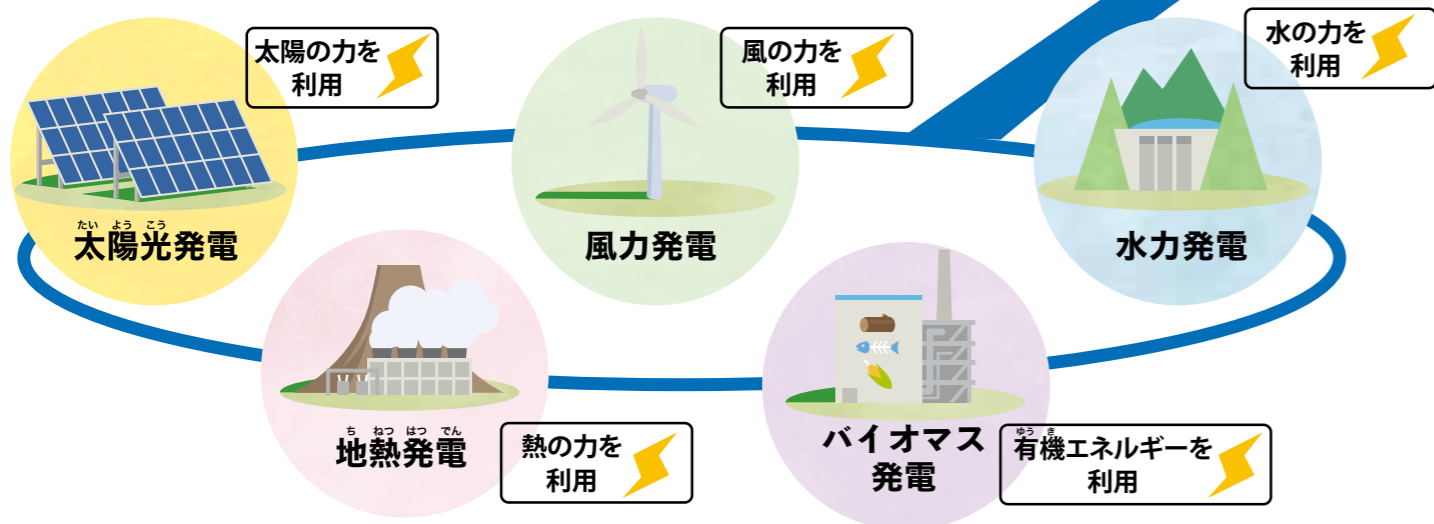 太陽の力を
利用
風の力を
利用
水の力を
利用
たい よう こう
太陽光発電
風力発電
水力発電
ち ねつ はつ でん
地熱発電
熱の力を
利用
バイオマス
発電
ゆう き
有機エネルギーを
利用